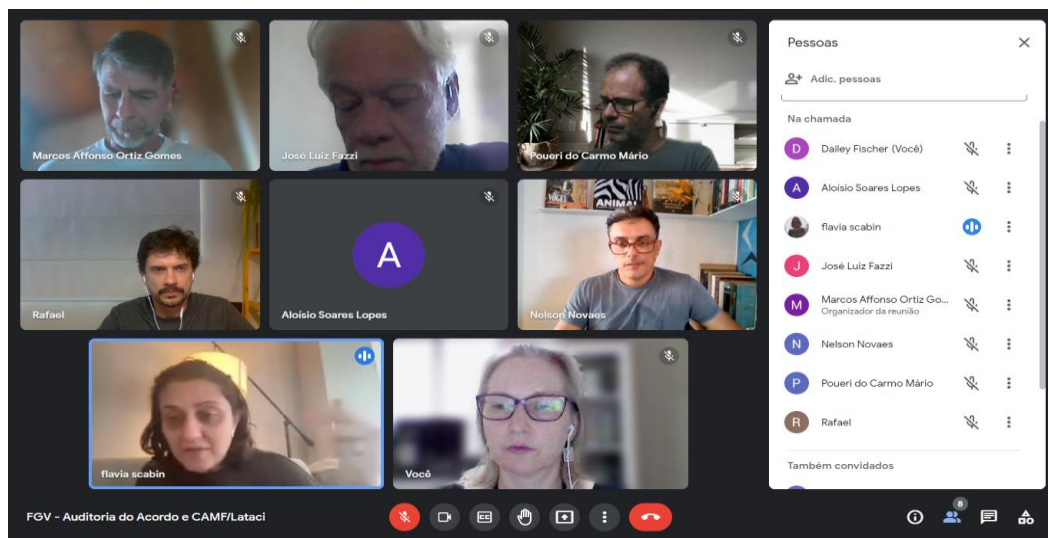 Marcos Affonso Ortiz Gomes
José Luiz Fazzi
Poueri do Carmo Mário
Rafael
A
Aloísio Soares Lopes
ANIMAL
Nelson Novaes
flavia scabin
Você
Pessoas
Adic. pessoas
Na chamada
D Dailey Fischer (Você)
A Aloísio Soares Lopes
flavia scabin
J José Luiz Fazzi
M Marcos Affonso Ortiz Go...
Organizador da reunião
N Nelson Novaes
P Poueri do Carmo Mário
R Rafael
Também convidados
FGV - Auditoria do Acordo e CAMF/Lataci
CC
8